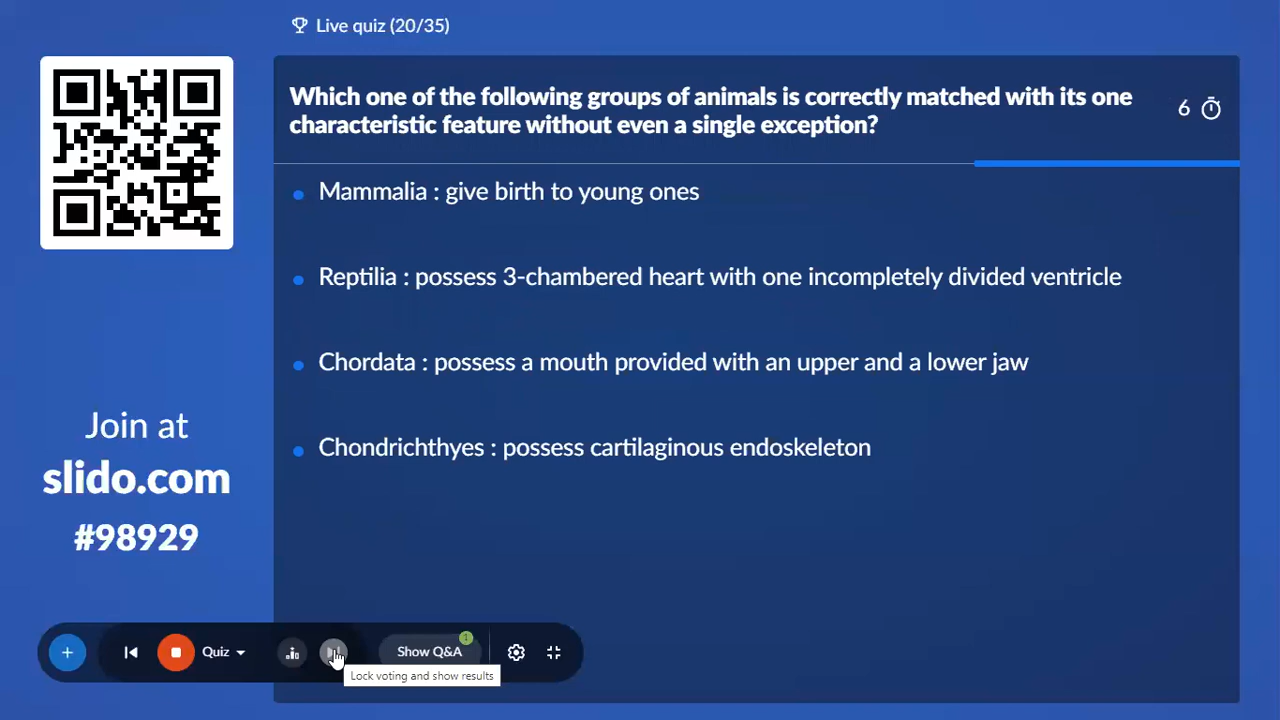 Live quiz (20/35)
Which one of the following groups of animals is correctly matched with its one
characteristic feature without even a single exception?
6
Mammalia : give birth to young ones
Reptilia : possess 3-chambered heart with one incompletely divided ventricle
Chordata : possess a mouth provided with an upper and a lower jaw
Chondrichthyes : possess cartilaginous endoskeleton
Join at
slido.com
#98929
Quiz
Show Q&A
1
Lock voting and show results